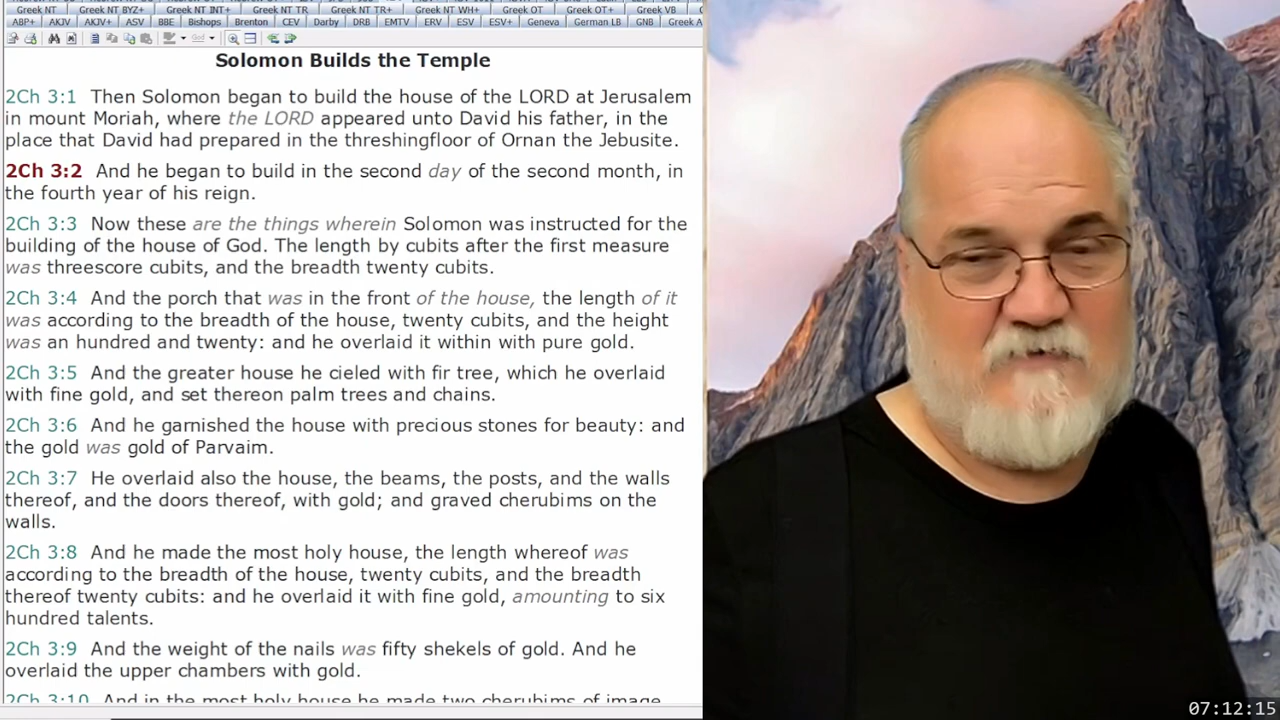 Greek NT
Greek NT BYZ+
Greek NT INT+
Greek NT TR
Greek NT TR+
Greek NT WH+
Greek OT
Greek OT+
Greek VB
ABP+
AKJV
AKJV+
ASV
BBE
Bishops
Brenton
CEV
Darby
DRB
EMTV
ERV
ESV
ESV+
Geneva
German LB
GNB
Greek A
Solomon Builds the Temple
2Ch 3:1 Then Solomon began to build the house of the LORD at Jerusalem
in mount Moriah, where the LORD appeared unto David his father, in the
place that David had prepared in the threshingfloor of Ornan the Jebusite.
2Ch 3:2 And he began to build in the second day of the second month, in
the fourth year of his reign.
2Ch 3:3 Now these are the things wherein Solomon was instructed for the
building of the house of God. The length by cubits after the first measure
was threescore cubits, and the breadth twenty cubits.
2Ch 3:4 And the porch that was in the front of the house, the length of it
was according to the breadth of the house, twenty cubits, and the height
was an hundred and twenty: and he overlaid it within with pure gold.
2Ch 3:5 And the greater house he cieled with fir tree, which he overlaid
with fine gold, and set thereon palm trees and chains.
2Ch 3:6 And he garnished the house with precious stones for beauty: and
the gold was gold of Parvaim.
2Ch 3:7 He overlaid also the house, the beams, the posts, and the walls
thereof, and the doors thereof, with gold; and graved cherubims on the
walls.
2Ch 3:8 And he made the most holy house, the length whereof was
according to the breadth of the house, twenty cubits, and the breadth
thereof twenty cubits: and he overlaid it with fine gold, amounting to six
hundred talents.
2Ch 3:9 And the weight of the nails was fifty shekels of gold. And he
overlaid the upper chambers with gold.
2Ch 3:10 And in the most holy house he made two cherubims of image
07:12:15